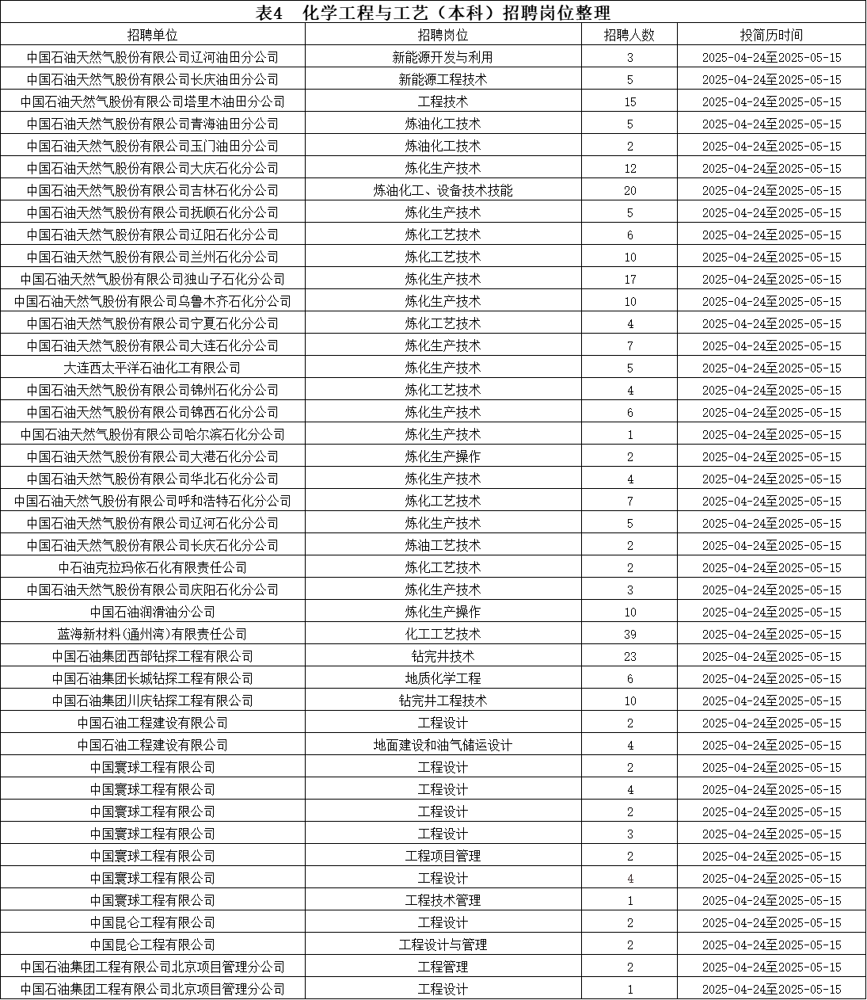 表4 化学工程与工艺（本科）招聘岗位整理
招聘单位 招聘岗位 招聘人数 投简历时间
中国石油天然气股份有限公司辽河油田分公司 新能源开发与利用 3 2025-04-24至2025-05-15
中国石油天然气股份有限公司长庆油田分公司 新能源工程技术 5 2025-04-24至2025-05-15
中国石油天然气股份有限公司塔里木油田分公司 工程技术 15 2025-04-24至2025-05-15
中国石油天然气股份有限公司青海油田分公司 炼油化工技术 5 2025-04-24至2025-05-15
中国石油天然气股份有限公司玉门油田分公司 炼油化工技术 2 2025-04-24至2025-05-15
中国石油天然气股份有限公司大庆石化分公司 炼化生产技术 12 2025-04-24至2025-05-15
中国石油天然气股份有限公司吉林石化分公司 炼油化工、设备技术技能 20 2025-04-24至2025-05-15
中国石油天然气股份有限公司抚顺石化分公司 炼化生产技术 5 2025-04-24至2025-05-15
中国石油天然气股份有限公司辽阳石化分公司 炼化工艺技术 6 2025-04-24至2025-05-15
中国石油天然气股份有限公司兰州石化分公司 炼化工艺技术 10 2025-04-24至2025-05-15
中国石油天然气股份有限公司独山子石化分公司 炼化生产技术 17 2025-04-24至2025-05-15
中国石油天然气股份有限公司乌鲁木齐石化分公司 炼化生产技术 10 2025-04-24至2025-05-15
中国石油天然气股份有限公司宁夏石化分公司 炼化工艺技术 4 2025-04-24至2025-05-15
中国石油天然气股份有限公司大连石化分公司 炼化生产技术 7 2025-04-24至2025-05-15
大连西太平洋石油化工有限公司 炼化生产技术 5 2025-04-24至2025-05-15
中国石油天然气股份有限公司锦州石化分公司 炼化工艺技术 4 2025-04-24至2025-05-15
中国石油天然气股份有限公司锦西石化分公司 炼化生产技术 6 2025-04-24至2025-05-15
中国石油天然气股份有限公司哈尔滨石化分公司 炼化生产技术 1 2025-04-24至2025-05-15
中国石油天然气股份有限公司大港石化分公司 炼化生产操作 2 2025-04-24至2025-05-15
中国石油天然气股份有限公司华北石化分公司 炼化生产技术 4 2025-04-24至2025-05-15
中国石油天然气股份有限公司呼和浩特石化分公司 炼化工艺技术 7 2025-04-24至2025-05-15
中国石油天然气股份有限公司辽河石化分公司 炼化生产技术 5 2025-04-24至2025-05-15
中国石油天然气股份有限公司长庆石化分公司 炼油工艺技术 2 2025-04-24至2025-05-15
中石油克拉玛依石化有限责任公司 炼化工艺技术 2 2025-04-24至2025-05-15
中国石油天然气股份有限公司庆阳石化分公司 炼化生产技术 3 2025-04-24至2025-05-15
中国石油润滑油分公司 炼化生产操作 10 2025-04-24至2025-05-15
蓝海新材料(通州湾)有限责任公司 化工工艺技术 39 2025-04-24至2025-05-15
中国石油集团西部钻探工程有限公司 钻完井技术 23 2025-04-24至2025-05-15
中国石油集团长城钻探工程有限公司 地质化学工程 6 2025-04-24至2025-05-15
中国石油集团川庆钻探工程有限公司 钻完井工程技术 10 2025-04-24至2025-05-15
中国石油工程建设有限公司 工程设计 2 2025-04-24至2025-05-15
中国石油工程建设有限公司 地面建设和油气储运设计 4 2025-04-24至2025-05-15
中国寰球工程有限公司 工程设计 2 2025-04-24至2025-05-15
中国寰球工程有限公司 工程设计 4 2025-04-24至2025-05-15
中国寰球工程有限公司 工程设计 2 2025-04-24至2025-05-15
中国寰球工程有限公司 工程设计 3 2025-04-24至2025-05-15
中国寰球工程有限公司 工程项目管理 2 2025-04-24至2025-05-15
中国寰球工程有限公司 工程设计 4 2025-04-24至2025-05-15
中国寰球工程有限公司 工程技术管理 1 2025-04-24至2025-05-15
中国昆仑工程有限公司 工程设计 2 2025-04-24至2025-05-15
中国昆仑工程有限公司 工程设计与管理 2 2025-04-24至2025-05-15
中国石油集团工程有限公司北京项目管理分公司 工程管理 2 2025-04-24至2025-05-15
中国石油集团工程有限公司北京项目管理分公司 工程设计 1 2025-04-24至2025-05-15